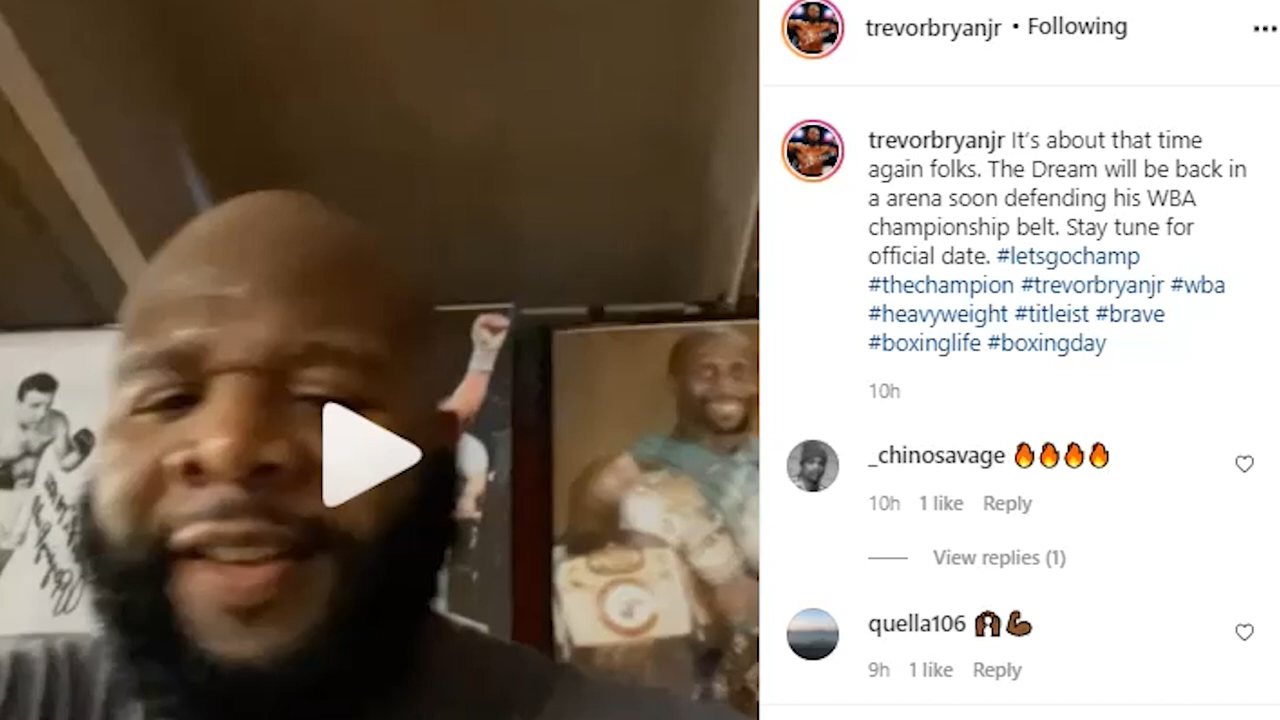 trevorbryanjr • Following
trevorbryanjr It's about that time
again folks. The Dream will be back in
a arena soon defending his WBA
championship belt. Stay tune for
official date. #letsgochamp
#thechampion #trevorbryanjr #wba
#heavyweight #titleist #brave
#boxinglife #boxingday
10h
_chinosavage 🔥🔥🔥🔥
10h 1 like Reply
View replies (1)
quella106 🙌🏾💪🏾
9h 1 like Reply